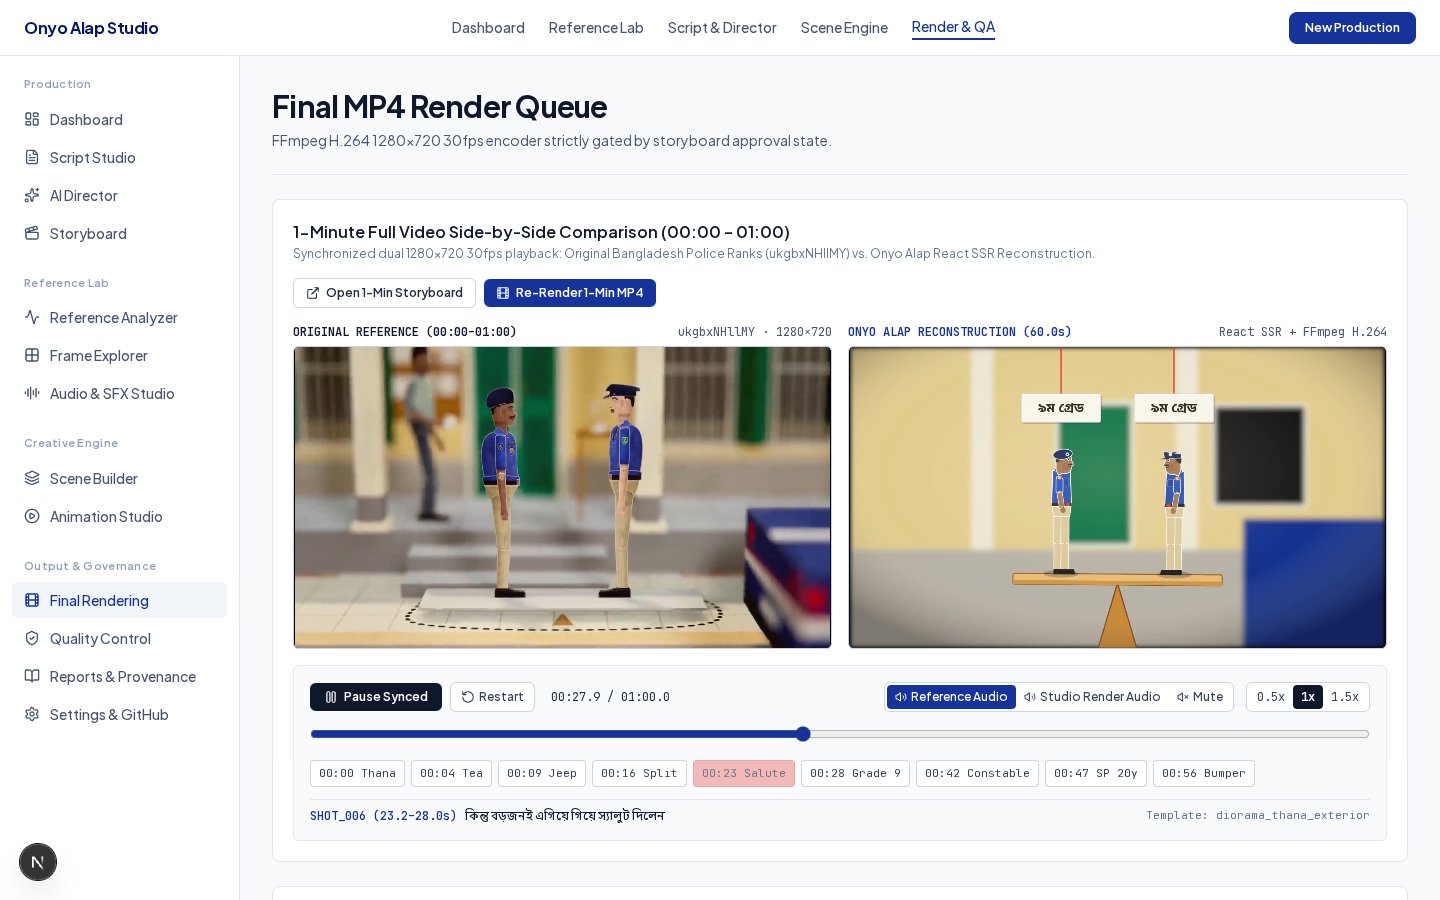 Onyo Alap Studio
Dashboard
Reference Lab
Script & Director
Scene Engine
Render & QA
New Production
Production
Dashboard
Script Studio
AI Director
Storyboard
Reference Lab
Reference Analyzer
Frame Explorer
Audio & SFX Studio
Creative Engine
Scene Builder
Animation Studio
Output & Governance
Final Rendering
Quality Control
Reports & Provenance
Settings & GitHub
N
Final MP4 Render Queue
FFmpeg H.264 1280×720 30fps encoder strictly gated by storyboard approval state.
1-Minute Full Video Side-by-Side Comparison (00:00 – 01:00)
Synchronized dual 1280×720 30fps playback: Original Bangladesh Police Ranks (ukgbxNHllMY) vs. Onyo Alap React SSR Reconstruction.
Open 1-Min Storyboard
Re-Render 1-Min MP4
ORIGINAL REFERENCE (00:00–01:00)
ukgbxNHllMY · 1280×720
ONYO ALAP RECONSTRUCTION (60.0s)
React SSR + FFmpeg H.264
৯ম গ্রেড
৯ম গ্রেড
Pause Synced
Restart
00:27.9 / 01:00.0
Reference Audio
Studio Render Audio
Mute
0.5x
1x
1.5x
00:00 Thana
00:04 Tea
00:09 Jeep
00:16 Split
00:23 Salute
00:28 Grade 9
00:42 Constable
00:47 SP 20y
00:56 Bumper
SHOT_006 (23.2–28.0s) কিন্তু বড়জনই এগিয়ে গিয়ে স্যালুট দিলেন
Template: diorama_thana_exterior